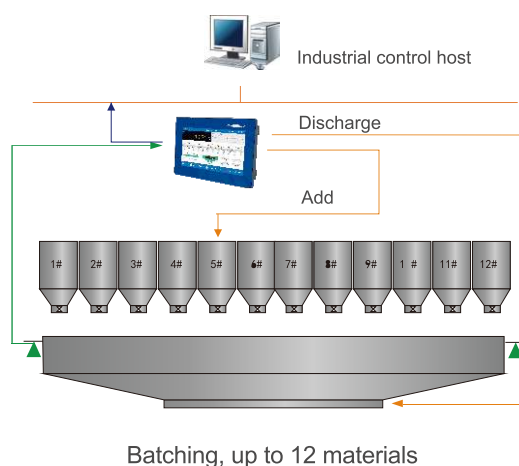 Industrial control host
Discharge
Add
1# 2# 3# 4# 5# 6# 7# 8# 9# 1 # 11# 12#
Batching, up to 12 materials